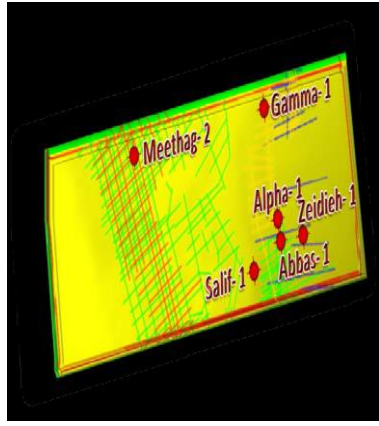 Gamma-1
Meethag-2
Alpha-1
Zeidieh-1
Abbas-1
Salif-1